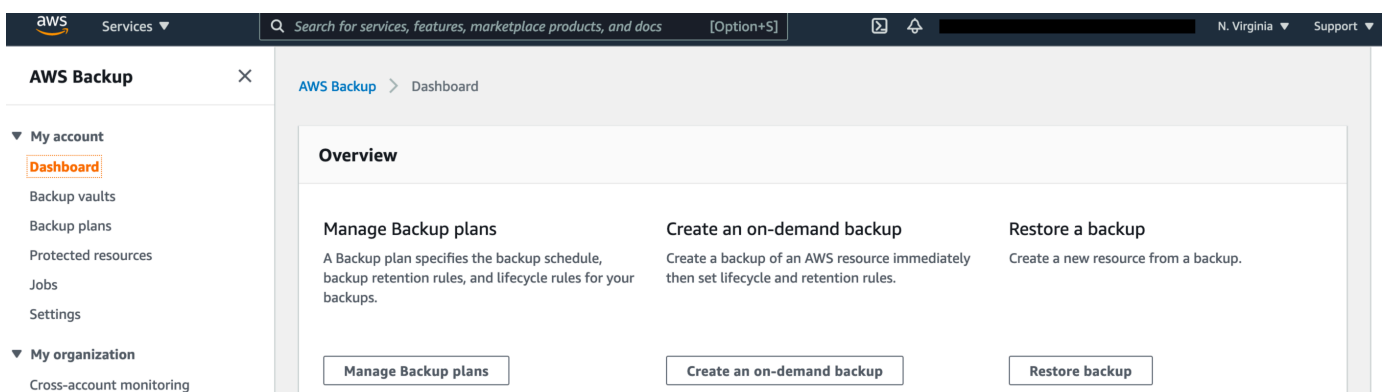 aws Services ▼ Search for services, features, marketplace products, and docs [Option+S] N. Virginia ▼ Support ▼
AWS Backup
My account
Dashboard
Backup vaults
Backup plans
Protected resources
Jobs
Settings
My organization
Cross-account monitoring
AWS Backup > Dashboard
Overview
Manage Backup plans
A Backup plan specifies the backup schedule,
backup retention rules, and lifecycle rules for your
backups.
Manage Backup plans
Create an on-demand backup
Create a backup of an AWS resource immediately
then set lifecycle and retention rules.
Create an on-demand backup
Restore a backup
Create a new resource from a backup.
Restore backup